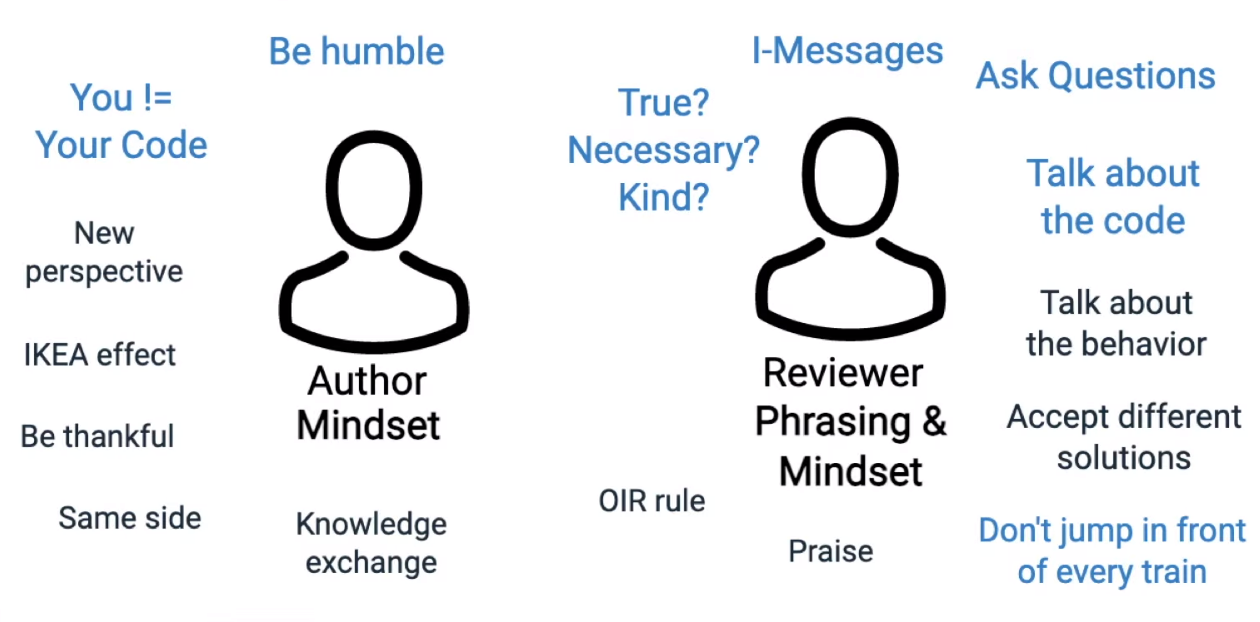 Be humble
You !=
Your Code
New
perspective
IKEA effect
Be thankful
Same side
Knowledge
exchange
Author
Mindset
I-Messages
True?
Necessary?
Kind?
Ask Questions
Talk about
the code
Talk about
the behavior
Accept different
solutions
Don't jump in front
of every train
Reviewer
Phrasing &
Mindset
OIR rule
Praise